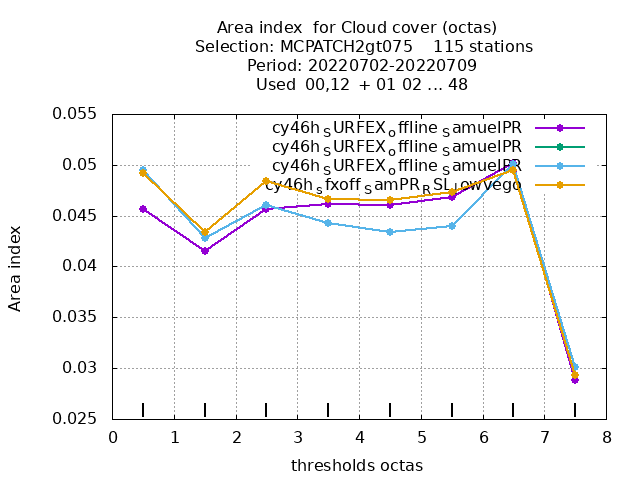 Area index for Cloud cover (octas)
Selection: MCPATCH2gt075 115 stations
Period: 20220702-20220709
Used 00,12 + 01 02 ... 48
cy46h_SURFEX_offline_SamuelPR
cy46h_SURFEX_offline_SamuelPR
cy46h_SURFEX_offline_SamuelPR
cy46h_sfxoff_SamPR_RSL_lowvego
0.055
0.05
0.045
0.04
0.035
0.03
0.025
Area index
0 1 2 3 4 5 6 7 8
thresholds octas